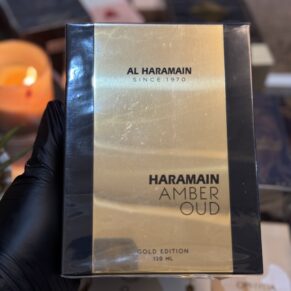 AL HARAMAIN
SINCE 1970
HARAMAIN
AMBER
OUD
GOLD EDITION
120 ML